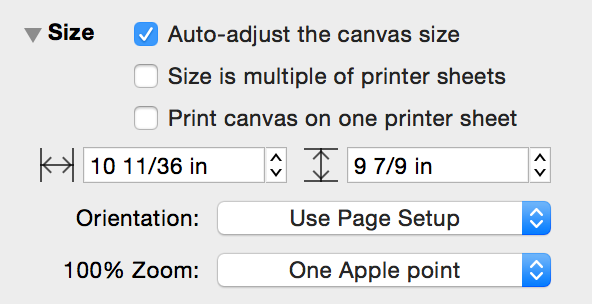 Size Auto-adjust the canvas size
Size is multiple of printer sheets
Print canvas on one printer sheet
10 11/36 in 9 7/9 in
Orientation: Use Page Setup
100% Zoom: One Apple point